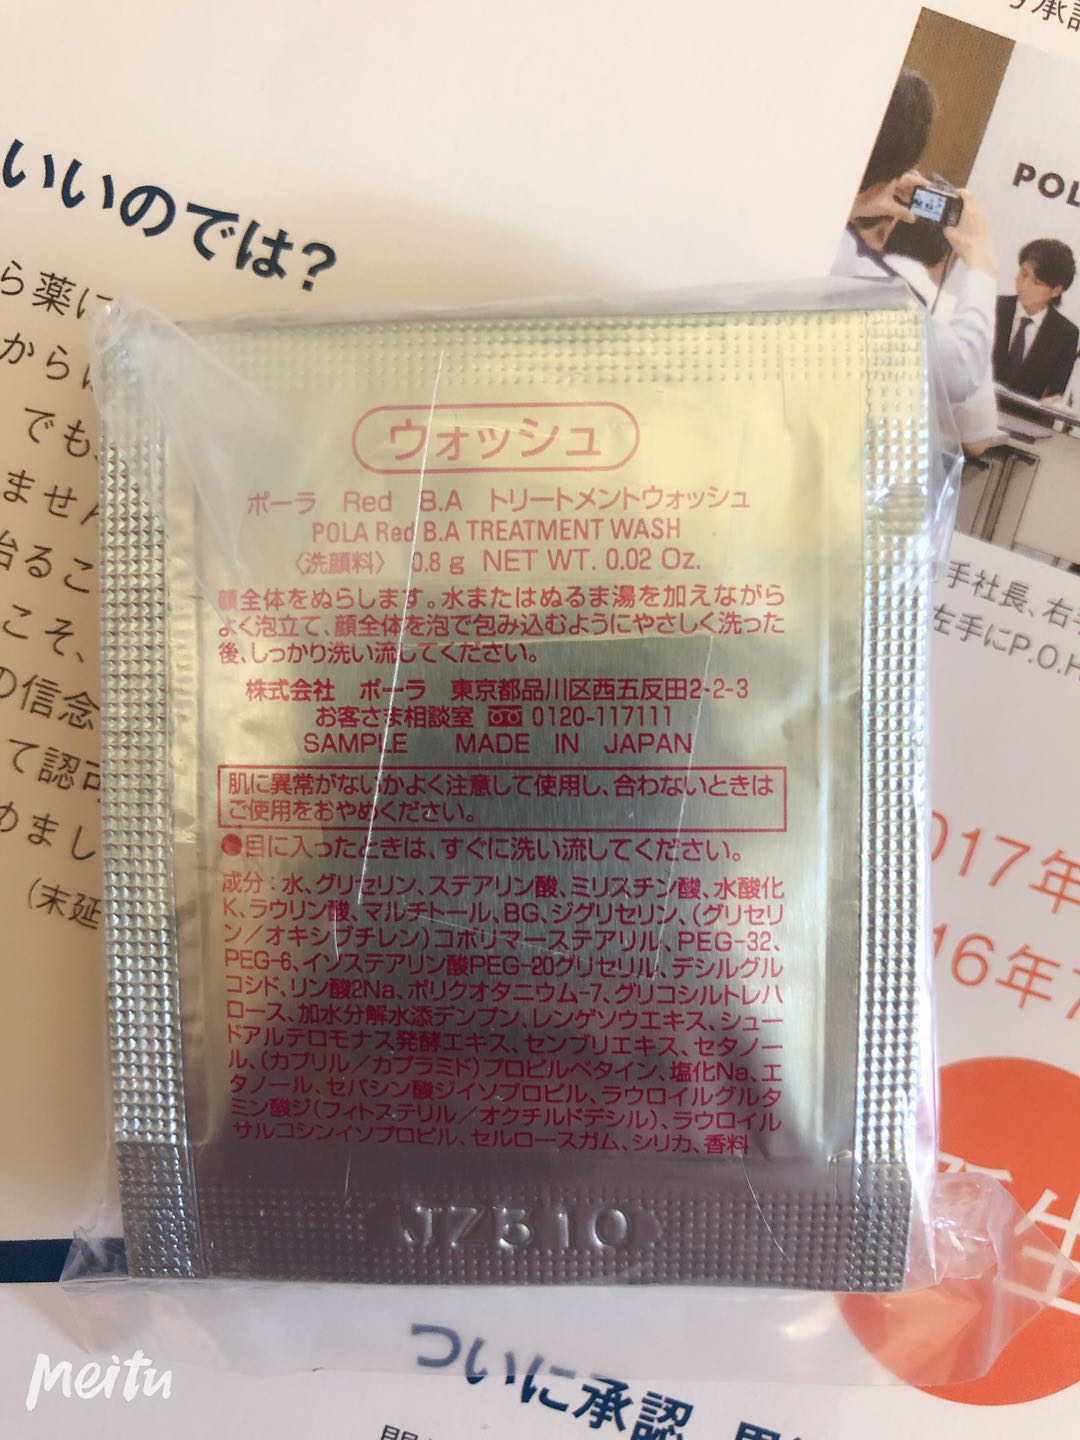 いいのでは?
ら薬に
から
でも、
ません
治るこ
こそ、
の信念
て認可
めまし
(末延
POL
手社長、右
左手にP.O.
017年
16年
生
ウォッシュ
ポーラ Red B.A トリートメントウォッシュ
POLA Red B.A TREATMENT WASH
〈洗顔料〉 0.8 g NET WT. 0.02 Oz.
顔全体をぬらします。水またはぬるま湯を加えながら
よく泡立て、顔全体を泡で包み込むようにやさしく洗った
後、しっかり洗い流してください。
株式会社 ポーラ 東京都品川区西五反田2-2-3
お客さま相談室 0120-117111
SAMPLE MADE IN JAPAN
肌に異常がないかよく注意して使用し、合わないときは
ご使用をおやめください。
●目に入ったときは、すぐに洗い流してください。
成分:水、グリセリン、ステアリン酸、ミリスチン酸、水酸化
K、ラウリン酸、マルチトール、BG、ジグリセリン、(グリセリ
ン/オキシブチレン)コポリマーステアリル、PEG-32、
PEG-6、イソステアリン酸PEG-20グリセリル、デシルグル
コシド、リン酸2Na、ポリクオタニウム-7、グリコシルトレハ
ロース、加水分解水添デンプン、レンゲソウエキス、シュー
ドアルテロモナス発酵エキス、センブリエキス、セタノー
ル、(カプリル/カプラミド)プロピルベタイン、塩化Na、エ
タノール、セバシン酸ジイソプロピル、ラウロイルグルタ
ミン酸ジ(フィトステリル/オクチルドデシル)、ラウロイル
サルコシンイソプロピル、セルロースガム、シリカ、香料
JZ510
ついに承認
Meitu